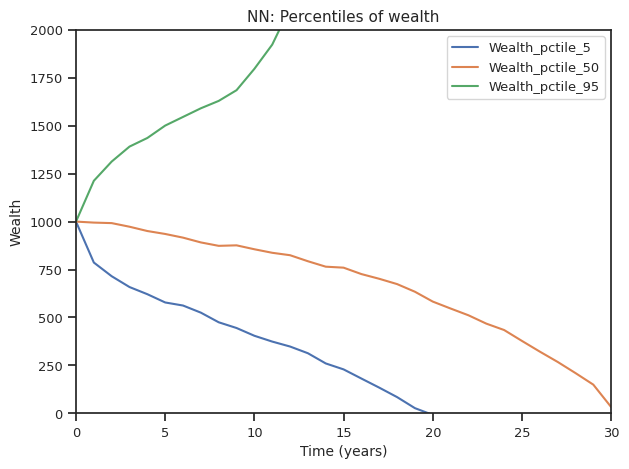 NN: Percentiles of wealth
Wealth_pctile_5
Wealth_pctile_50
Wealth_pctile_95
Wealth
2000
1750
1500
1250
1000
750
500
250
0
0 5 10 15 20 25 30
Time (years)